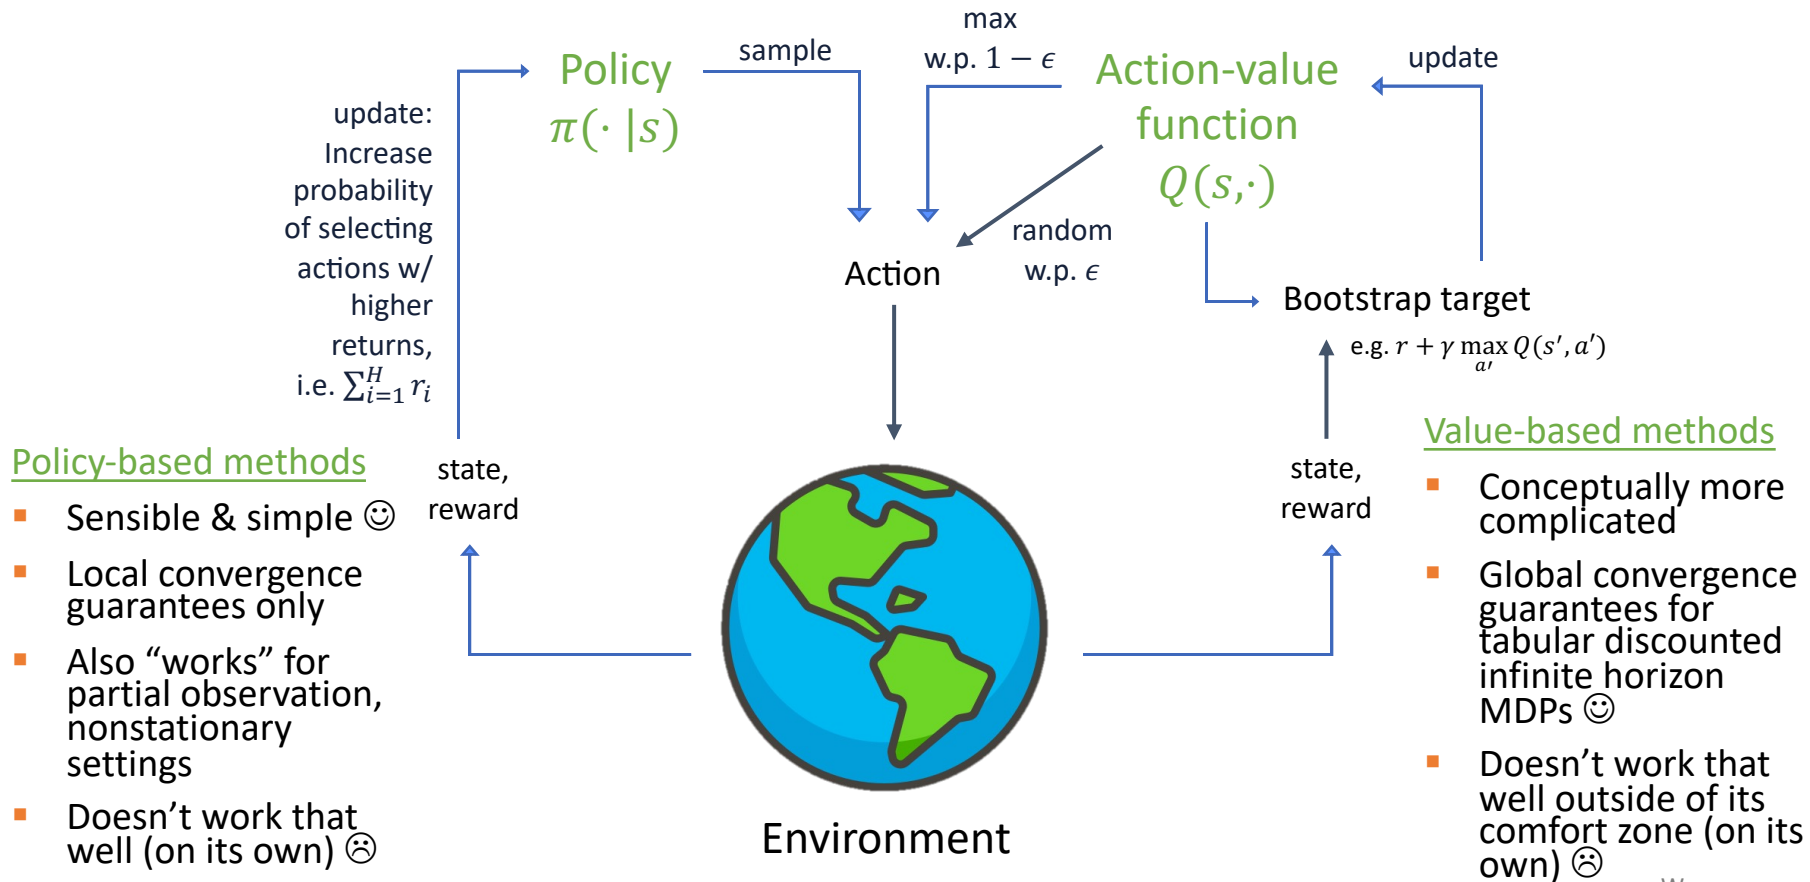 Policy
π(· |s)
sample
max
w.p. 1 − ϵ
Action-value
function
Q(s,·)
update
update:
Increase
probability
of selecting
actions w/
higher
returns,
i.e. ∑_{i=1}^{H} r_i
Action
random
w.p. ϵ
Bootstrap target
e.g. r + γ max_{a′} Q(s′, a′)
state,
reward
state,
reward
Policy-based methods
▪ Sensible & simple ☺
▪ Local convergence
guarantees only
▪ Also “works” for
partial observation,
nonstationary
settings
▪ Doesn’t work that
well (on its own) ☹
Environment
Value-based methods
▪ Conceptually more
complicated
▪ Global convergence
guarantees for
tabular discounted
infinite horizon
MDPs ☺
▪ Doesn’t work that
well outside of its
comfort zone (on its
own) ☹